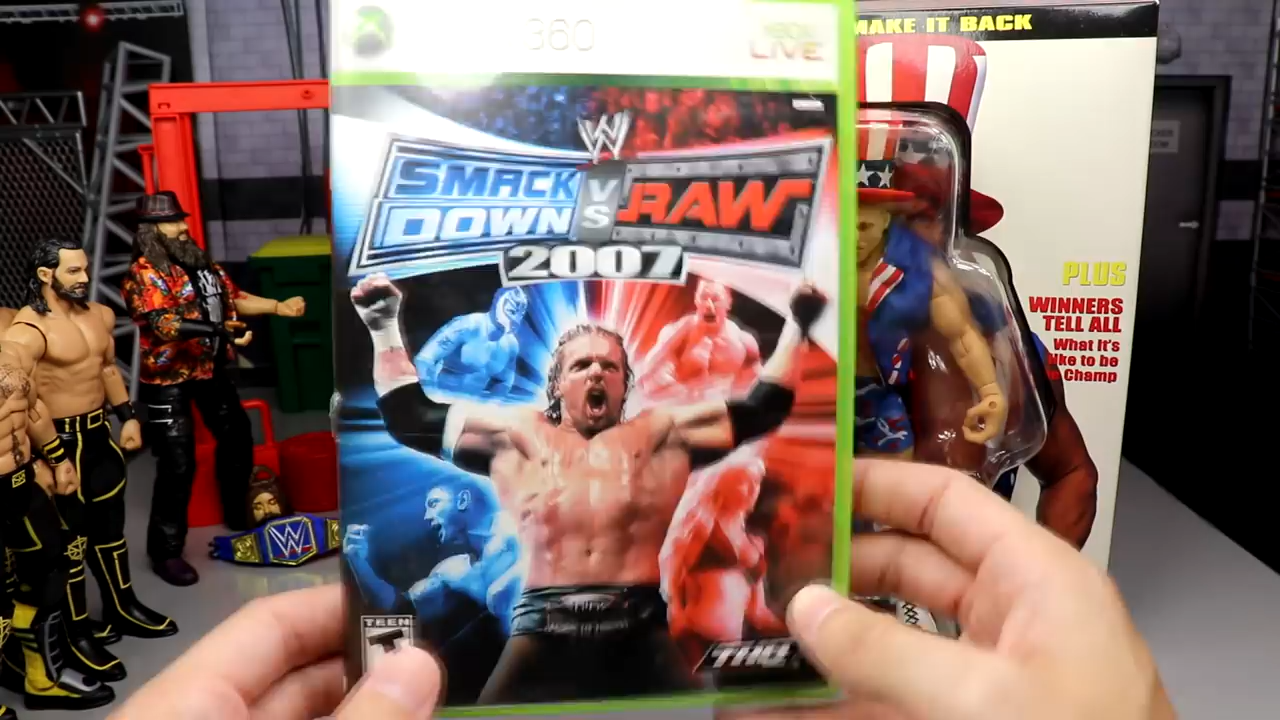 360
XBOX
LIVE
W
SMACK
DOWN
VS
RAW
2007
TEEN
T
THQ
MAKE IT BACK
PLUS
WINNERS
TELL ALL
What it's
like to be
a Champ
W